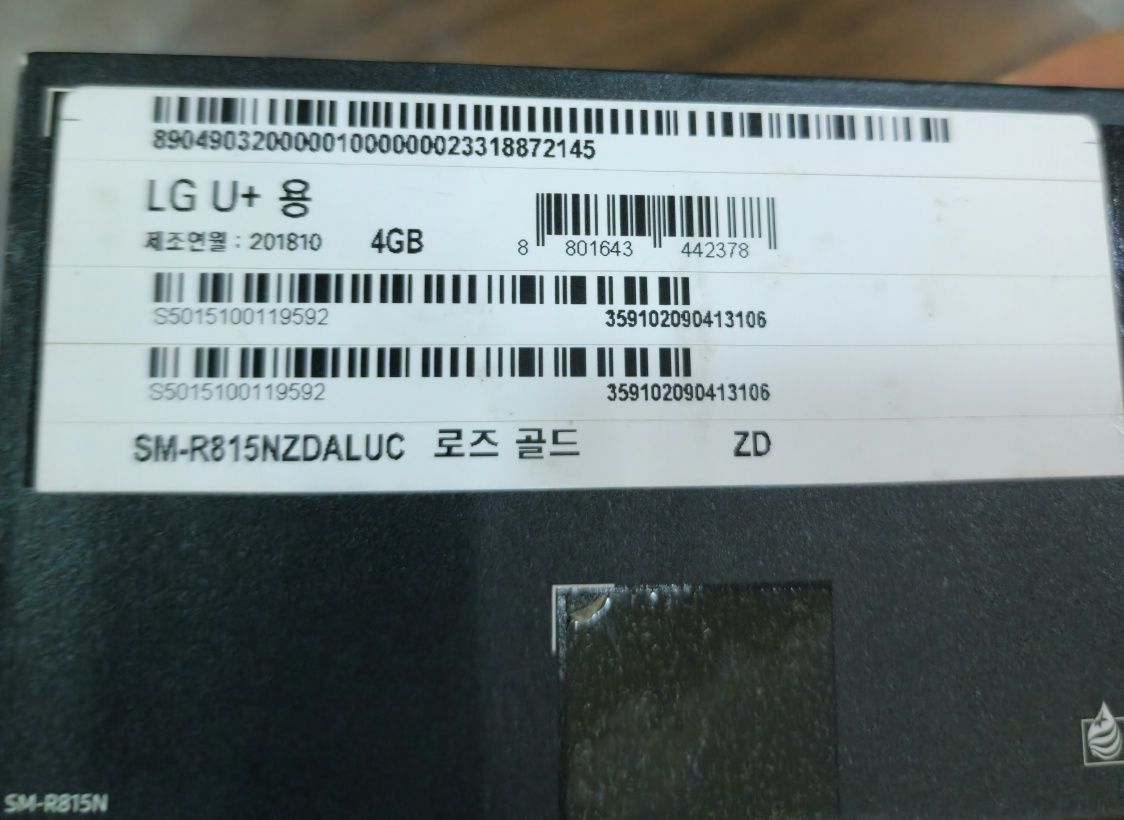 89049032000001000000023318872145
LG U+ 용
제조연월 : 201810 4GB
8 801643 442378
S5015100119592 359102090413106
S5015100119592 359102090413106
SM-R815NZDALUC 로즈 골드 ZD
SM-R815N